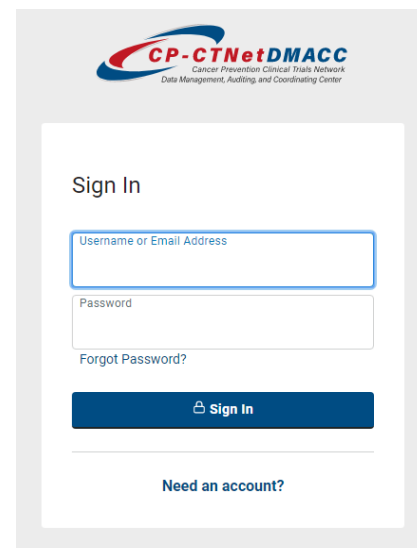 CP-CTNetDMACC
Cancer Prevention Clinical Trials Network
Data Management, Auditing, and Coordinating Center
Sign In
Username or Email Address
Password
Forgot Password?
Sign In
Need an account?